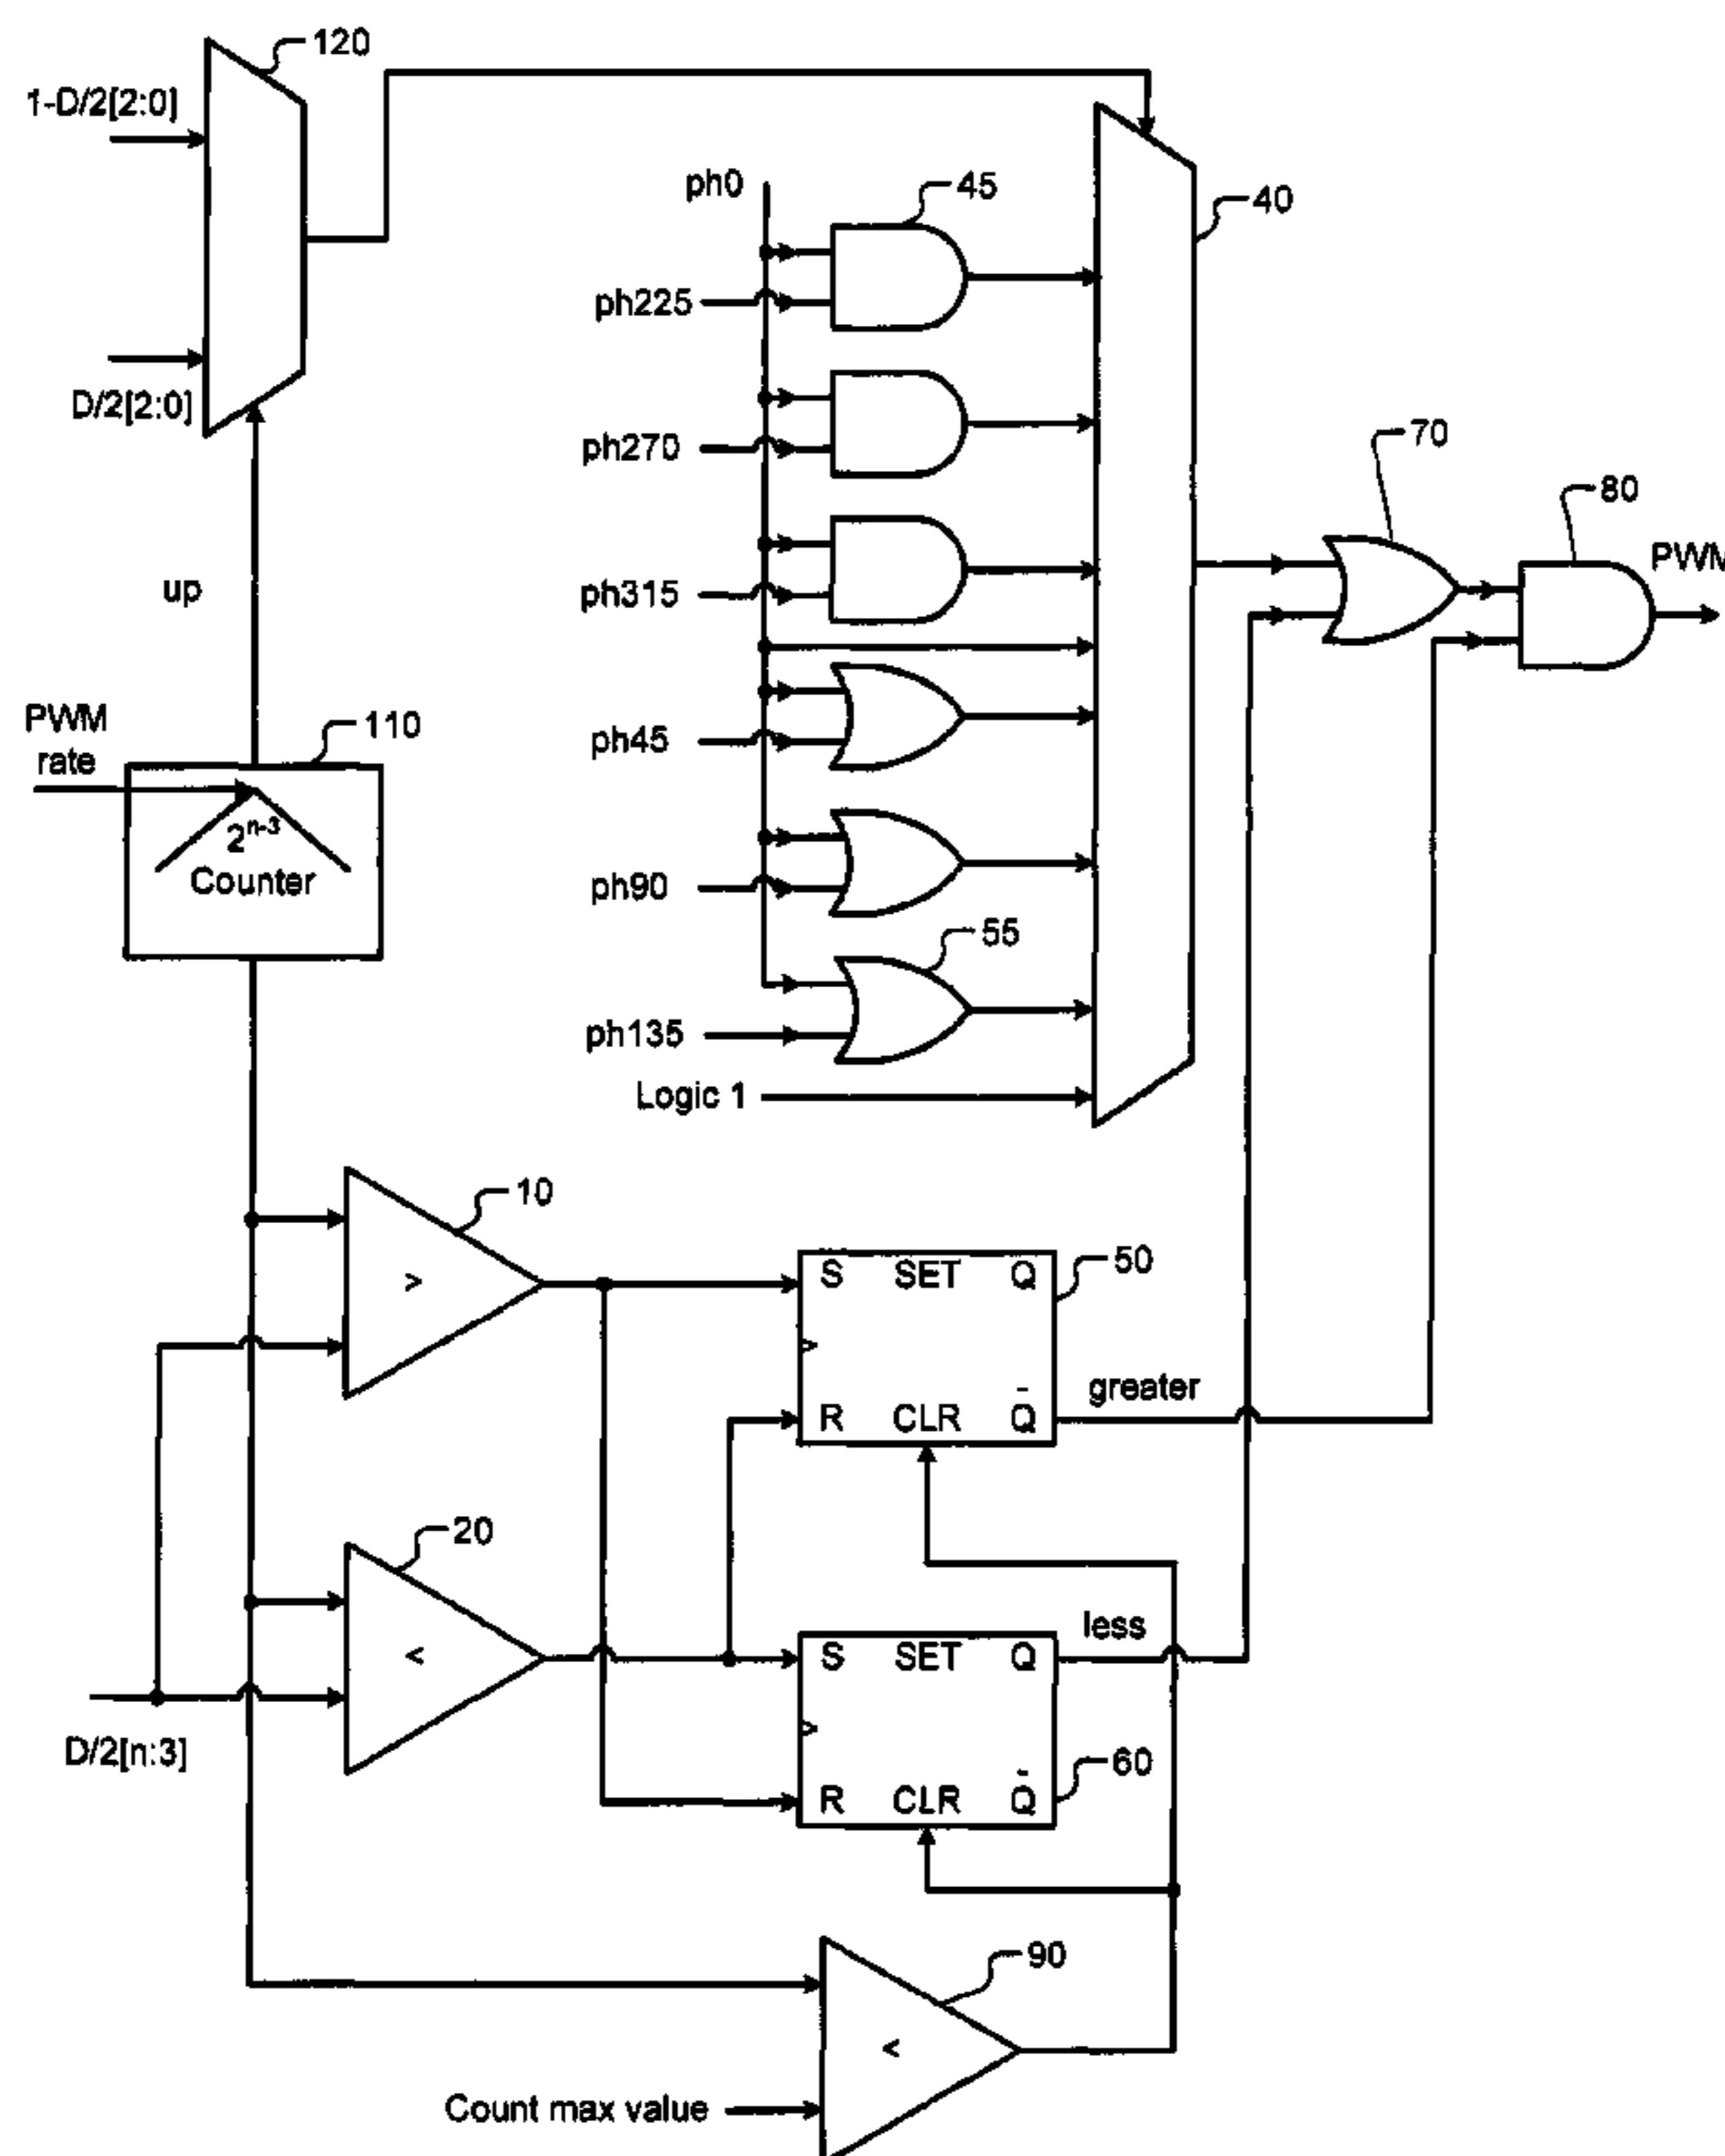 120
1-D/2[2:0]
D/2[2:0]
up
PWM
rate
110
2ⁿ⁻³
Counter
ph0
45
ph225
ph270
ph315
ph45
ph90
55
ph135
Logic 1
40
70
80
PWM
10
>
20
<
D/2[n:3]
S SET Q
50
R CLR Q̄
greater
S SET Q
less
R CLR Q̄
60
90
<
Count max value